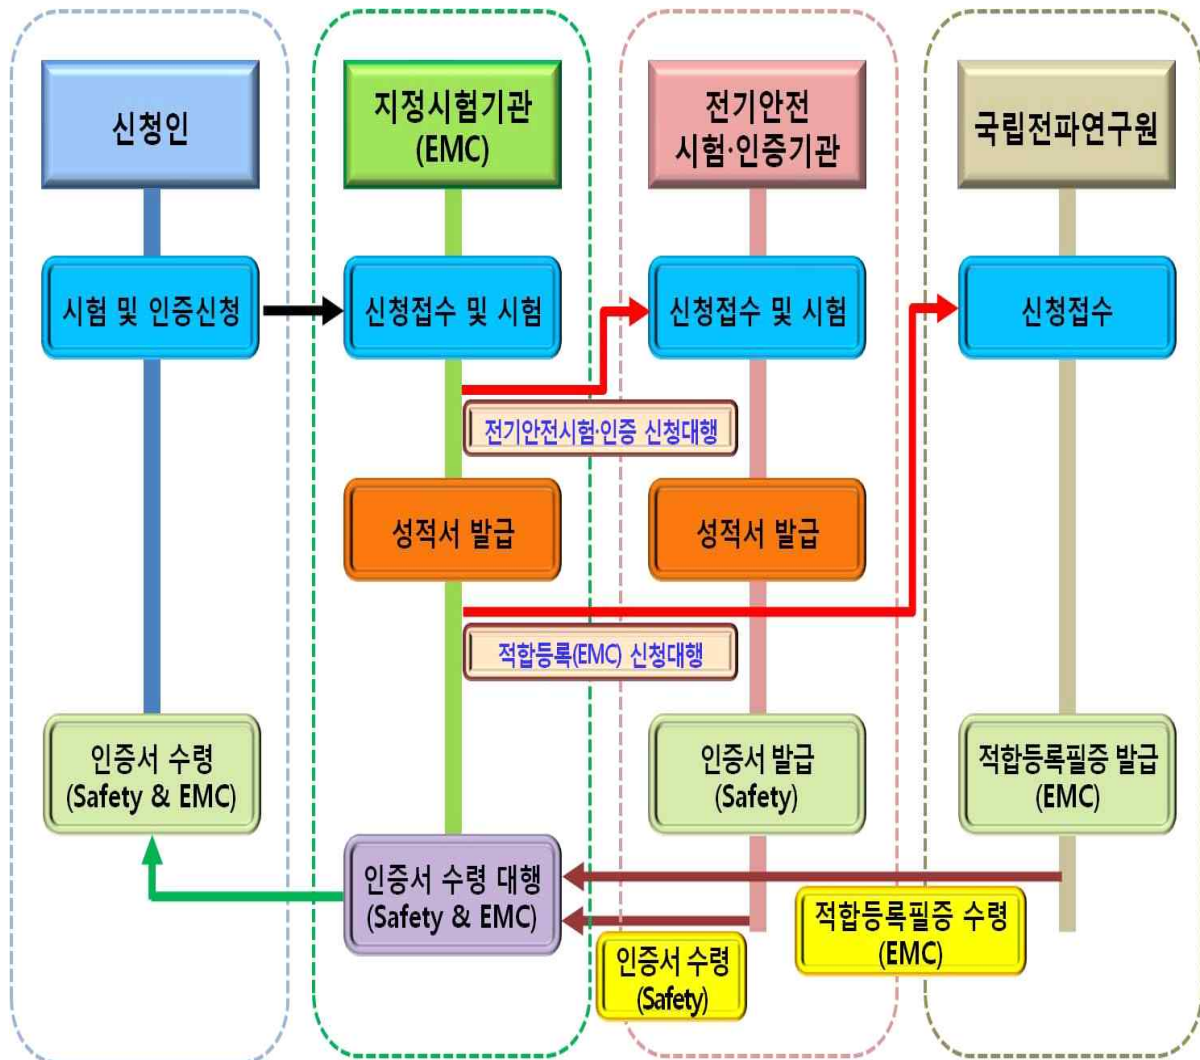 신청인
지정시험기관
(EMC)
전기안전
시험·인증기관
국립전파연구원
시험 및 인증신청
신청접수 및 시험
신청접수 및 시험
신청접수
전기안전시험·인증 신청대행
성적서 발급
성적서 발급
적합등록(EMC) 신청대행
인증서 수령
(Safety & EMC)
인증서 발급
(Safety)
적합등록필증 발급
(EMC)
인증서 수령 대행
(Safety & EMC)
적합등록필증 수령
(EMC)
인증서 수령
(Safety)